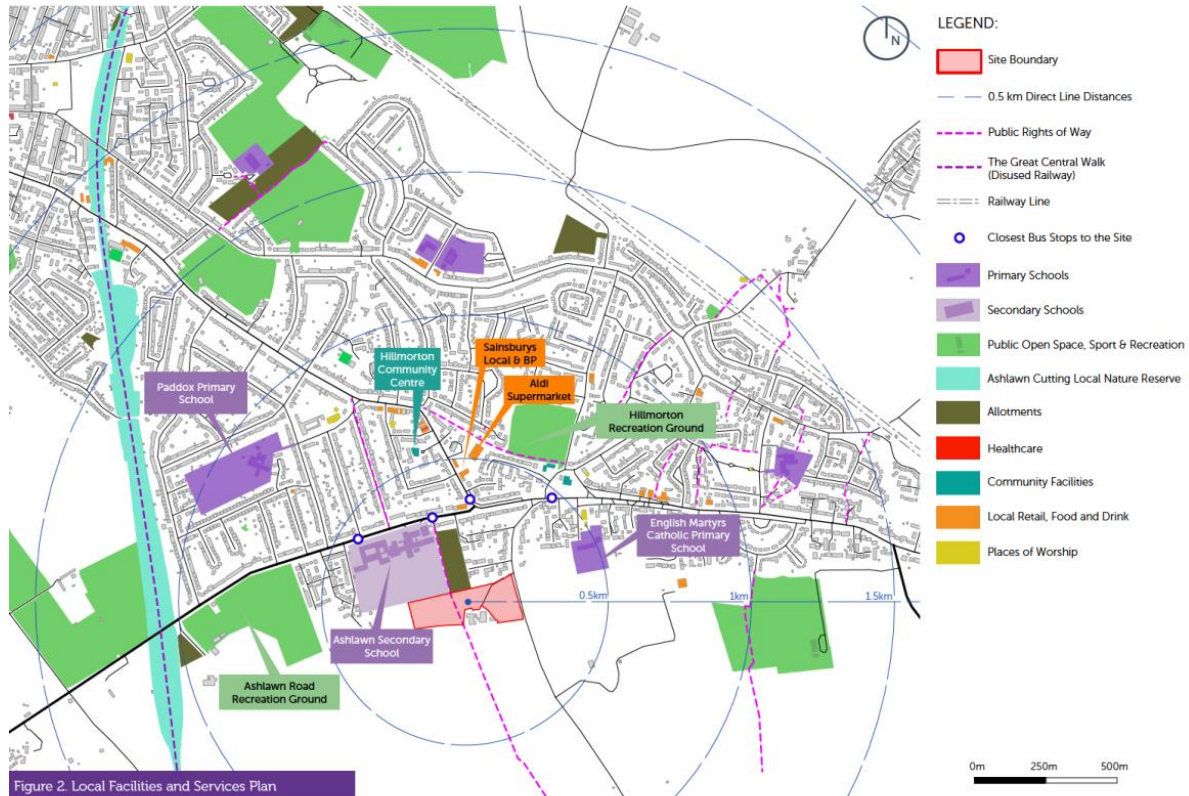 N
LEGEND:
Site Boundary
0.5 km Direct Line Distances
Public Rights of Way
The Great Central Walk
(Disused Railway)
Railway Line
Closest Bus Stops to the Site
Primary Schools
Secondary Schools
Public Open Space, Sport & Recreation
Ashlawn Cutting Local Nature Reserve
Allotments
Healthcare
Community Facilities
Local Retail, Food and Drink
Places of Worship
Sainsburys
Local & BP
Hillmorton
Community
Centre
Aldi
Supermarket
Paddox Primary
School
Hillmorton
Recreation Ground
English Martyrs
Catholic Primary
School
0.5km
1km
1.5km
Ashlawn Secondary
School
Ashlawn Road
Recreation Ground
0m
250m
500m
Figure 2. Local Facilities and Services Plan